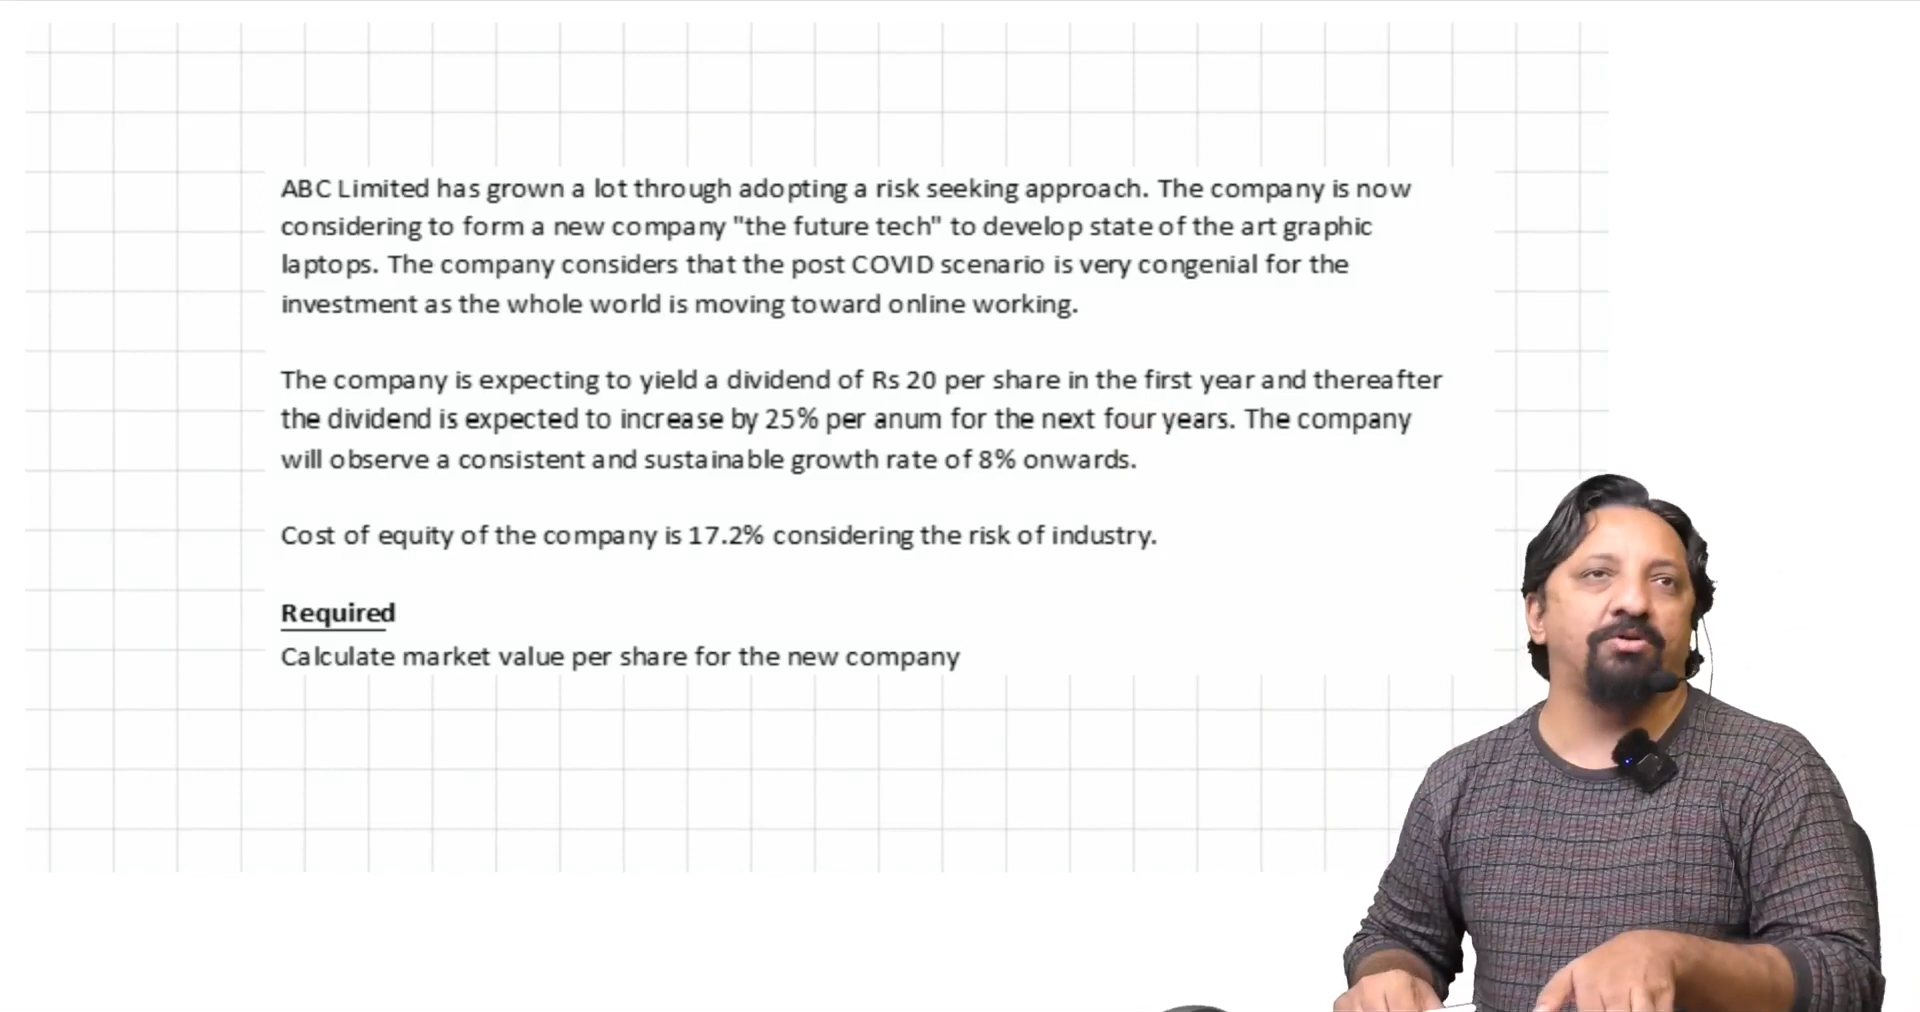 ABC Limited has grown a lot through adopting a risk seeking approach. The company is now
considering to form a new company "the future tech" to develop state of the art graphic
laptops. The company considers that the post COVID scenario is very congenial for the
investment as the whole world is moving toward online working.
The company is expecting to yield a dividend of Rs 20 per share in the first year and thereafter
the dividend is expected to increase by 25% per anum for the next four years. The company
will observe a consistent and sustainable growth rate of 8% onwards.
Cost of equity of the company is 17.2% considering the risk of industry.
Required
Calculate market value per share for the new company